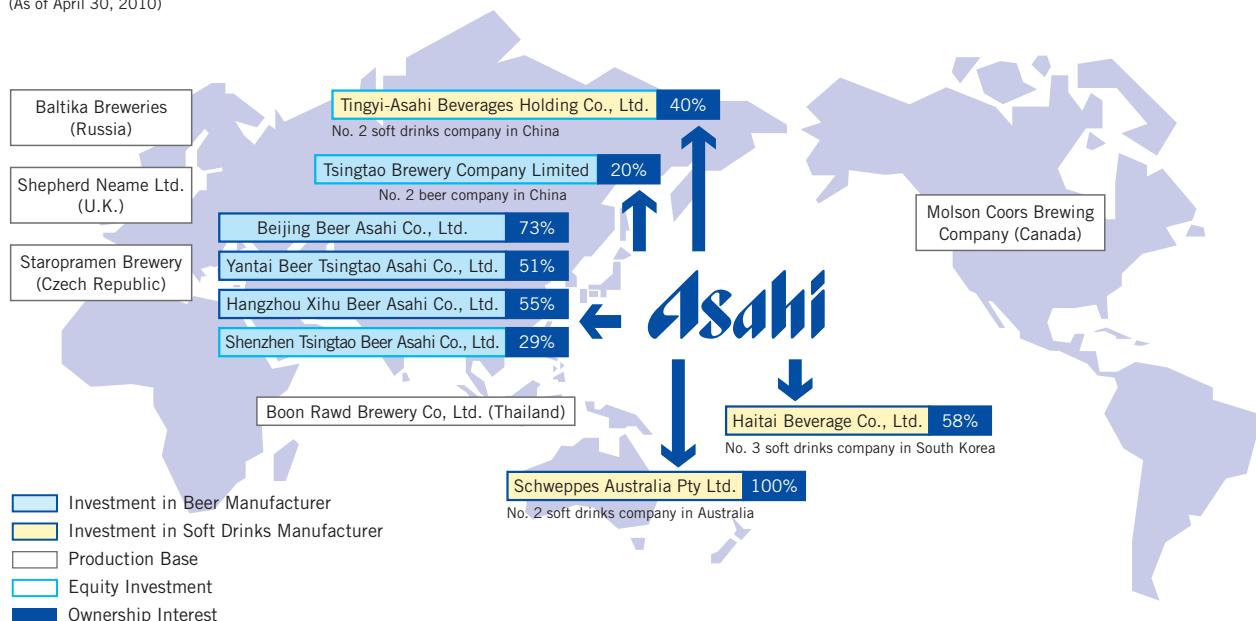 (As of April 30, 2010)
Baltika Breweries
(Russia)
Shepherd Neame Ltd.
(U.K.)
Staropramen Brewery
(Czech Republic)
Tingyi-Asahi Beverages Holding Co., Ltd. 40%
No. 2 soft drinks company in China
Tsingtao Brewery Company Limited 20%
No. 2 beer company in China
Beijing Beer Asahi Co., Ltd. 73%
Yantai Beer Tsingtao Asahi Co., Ltd. 51%
Hangzhou Xihu Beer Asahi Co., Ltd. 55%
Shenzhen Tsingtao Beer Asahi Co., Ltd. 29%
Asahi
Molson Coors Brewing
Company (Canada)
Boon Rawd Brewery Co, Ltd. (Thailand)
Haitai Beverage Co., Ltd. 58%
No. 3 soft drinks company in South Korea
Schweppes Australia Pty Ltd. 100%
No. 2 soft drinks company in Australia
Investment in Beer Manufacturer
Investment in Soft Drinks Manufacturer
Production Base
Equity Investment
Ownership Interest